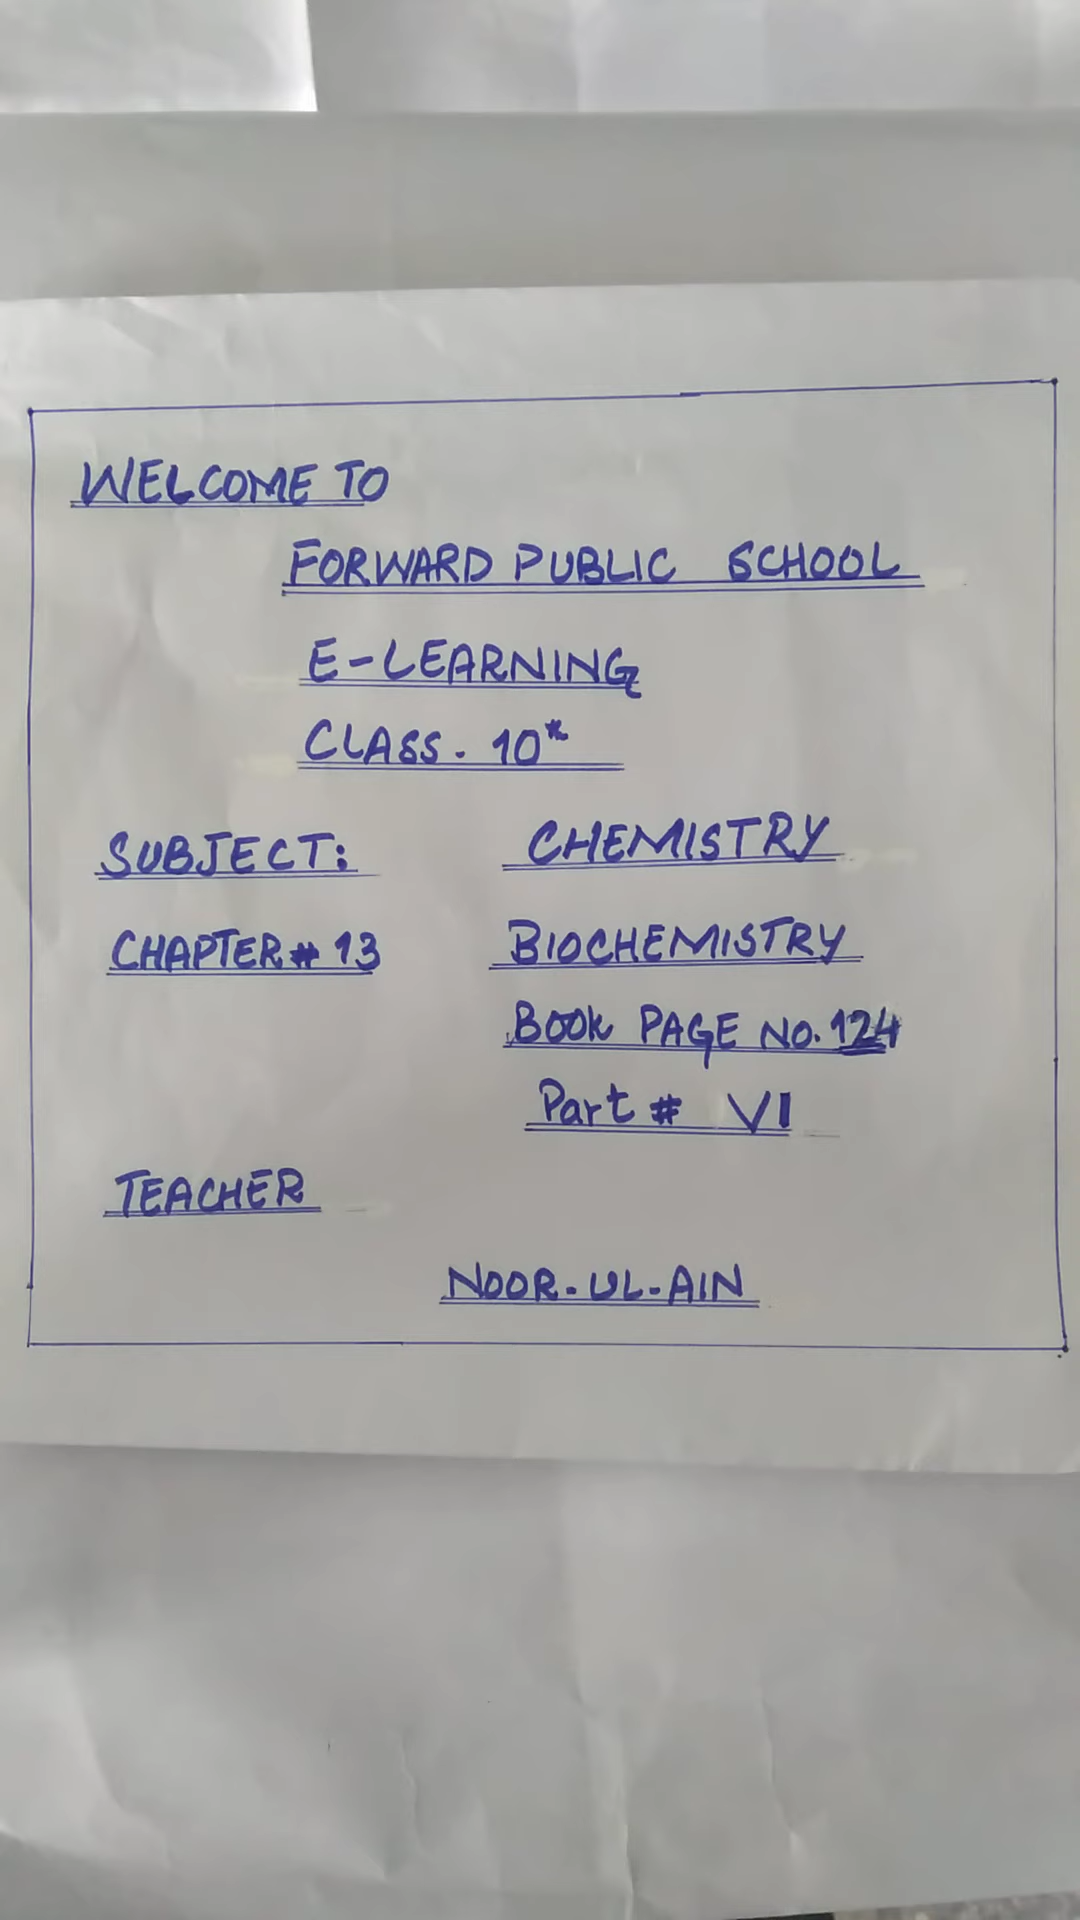 WELCOME TO
FORWARD PUBLIC SCHOOL
E-LEARNING
CLASS. 10th
SUBJECT: CHEMISTRY
CHAPTER # 13 BIOCHEMISTRY
BOOK PAGE NO. 124
Part # VI
TEACHER
NOOR-UL-AIN